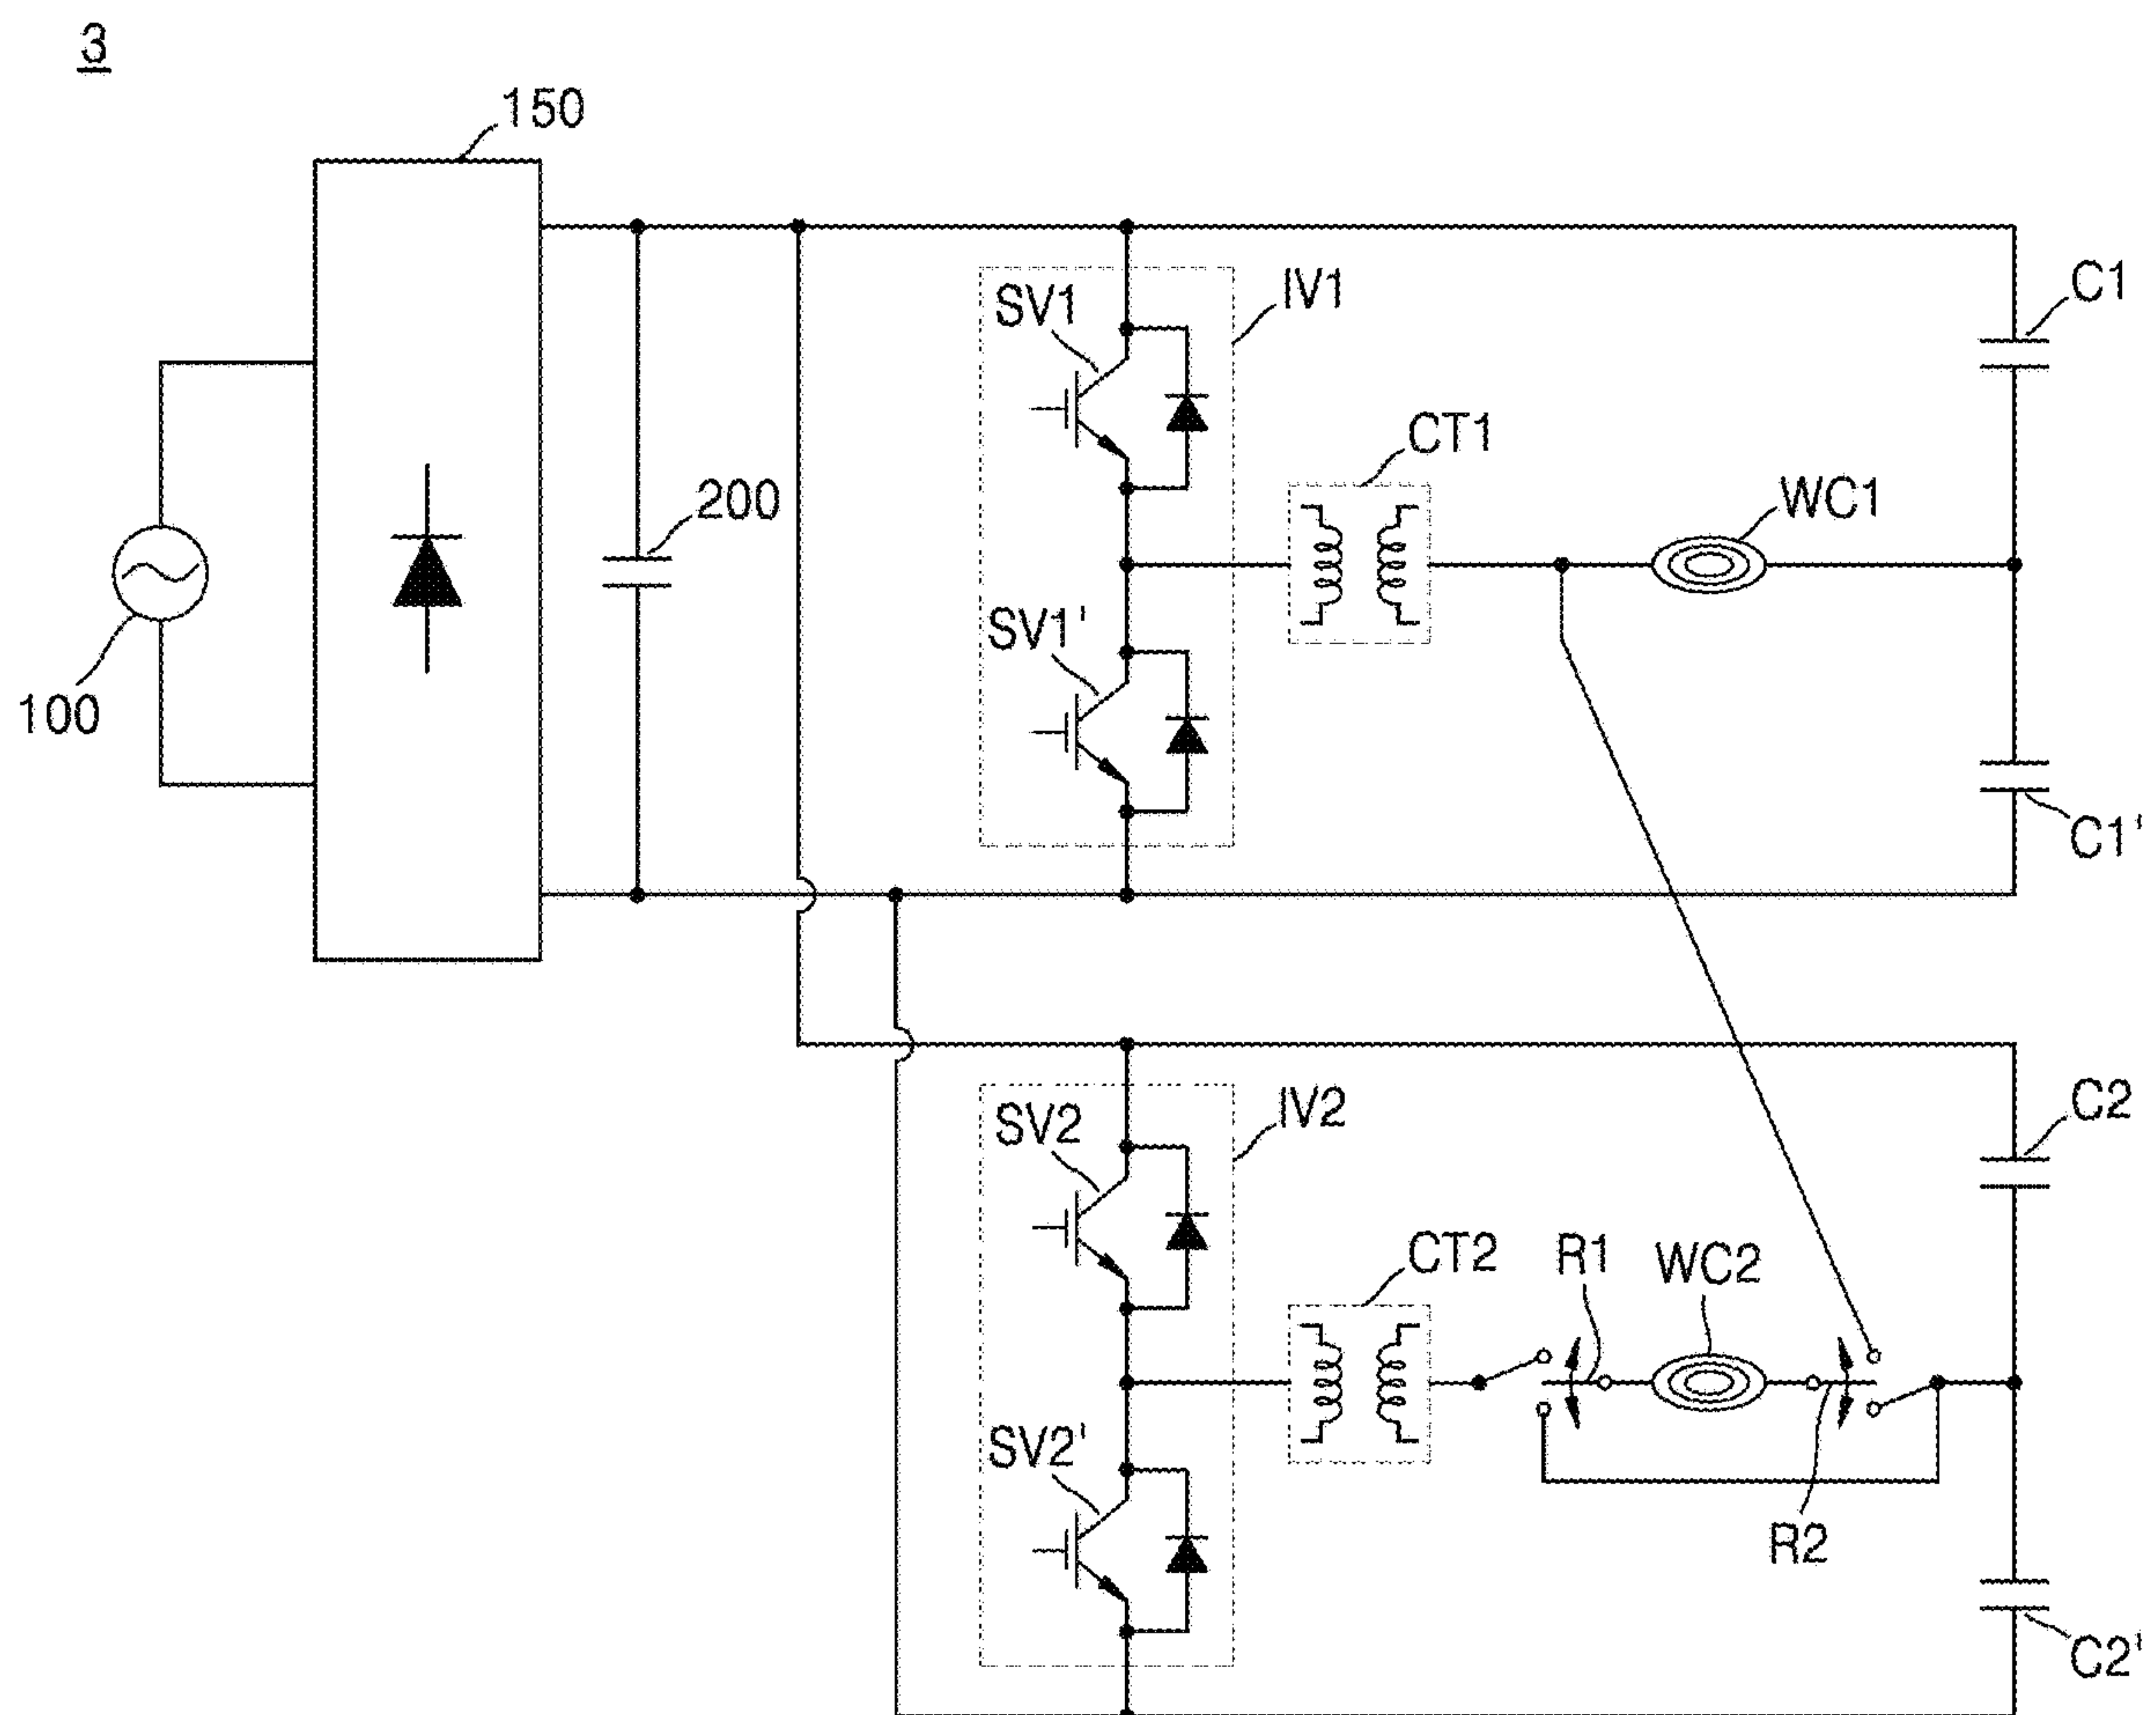 3
150
IV1
SV1
C1
CT1
WC1
200
SV1'
100
C1'
IV2
SV2
C2
CT2
R1
WC2
SV2'
R2
C2'